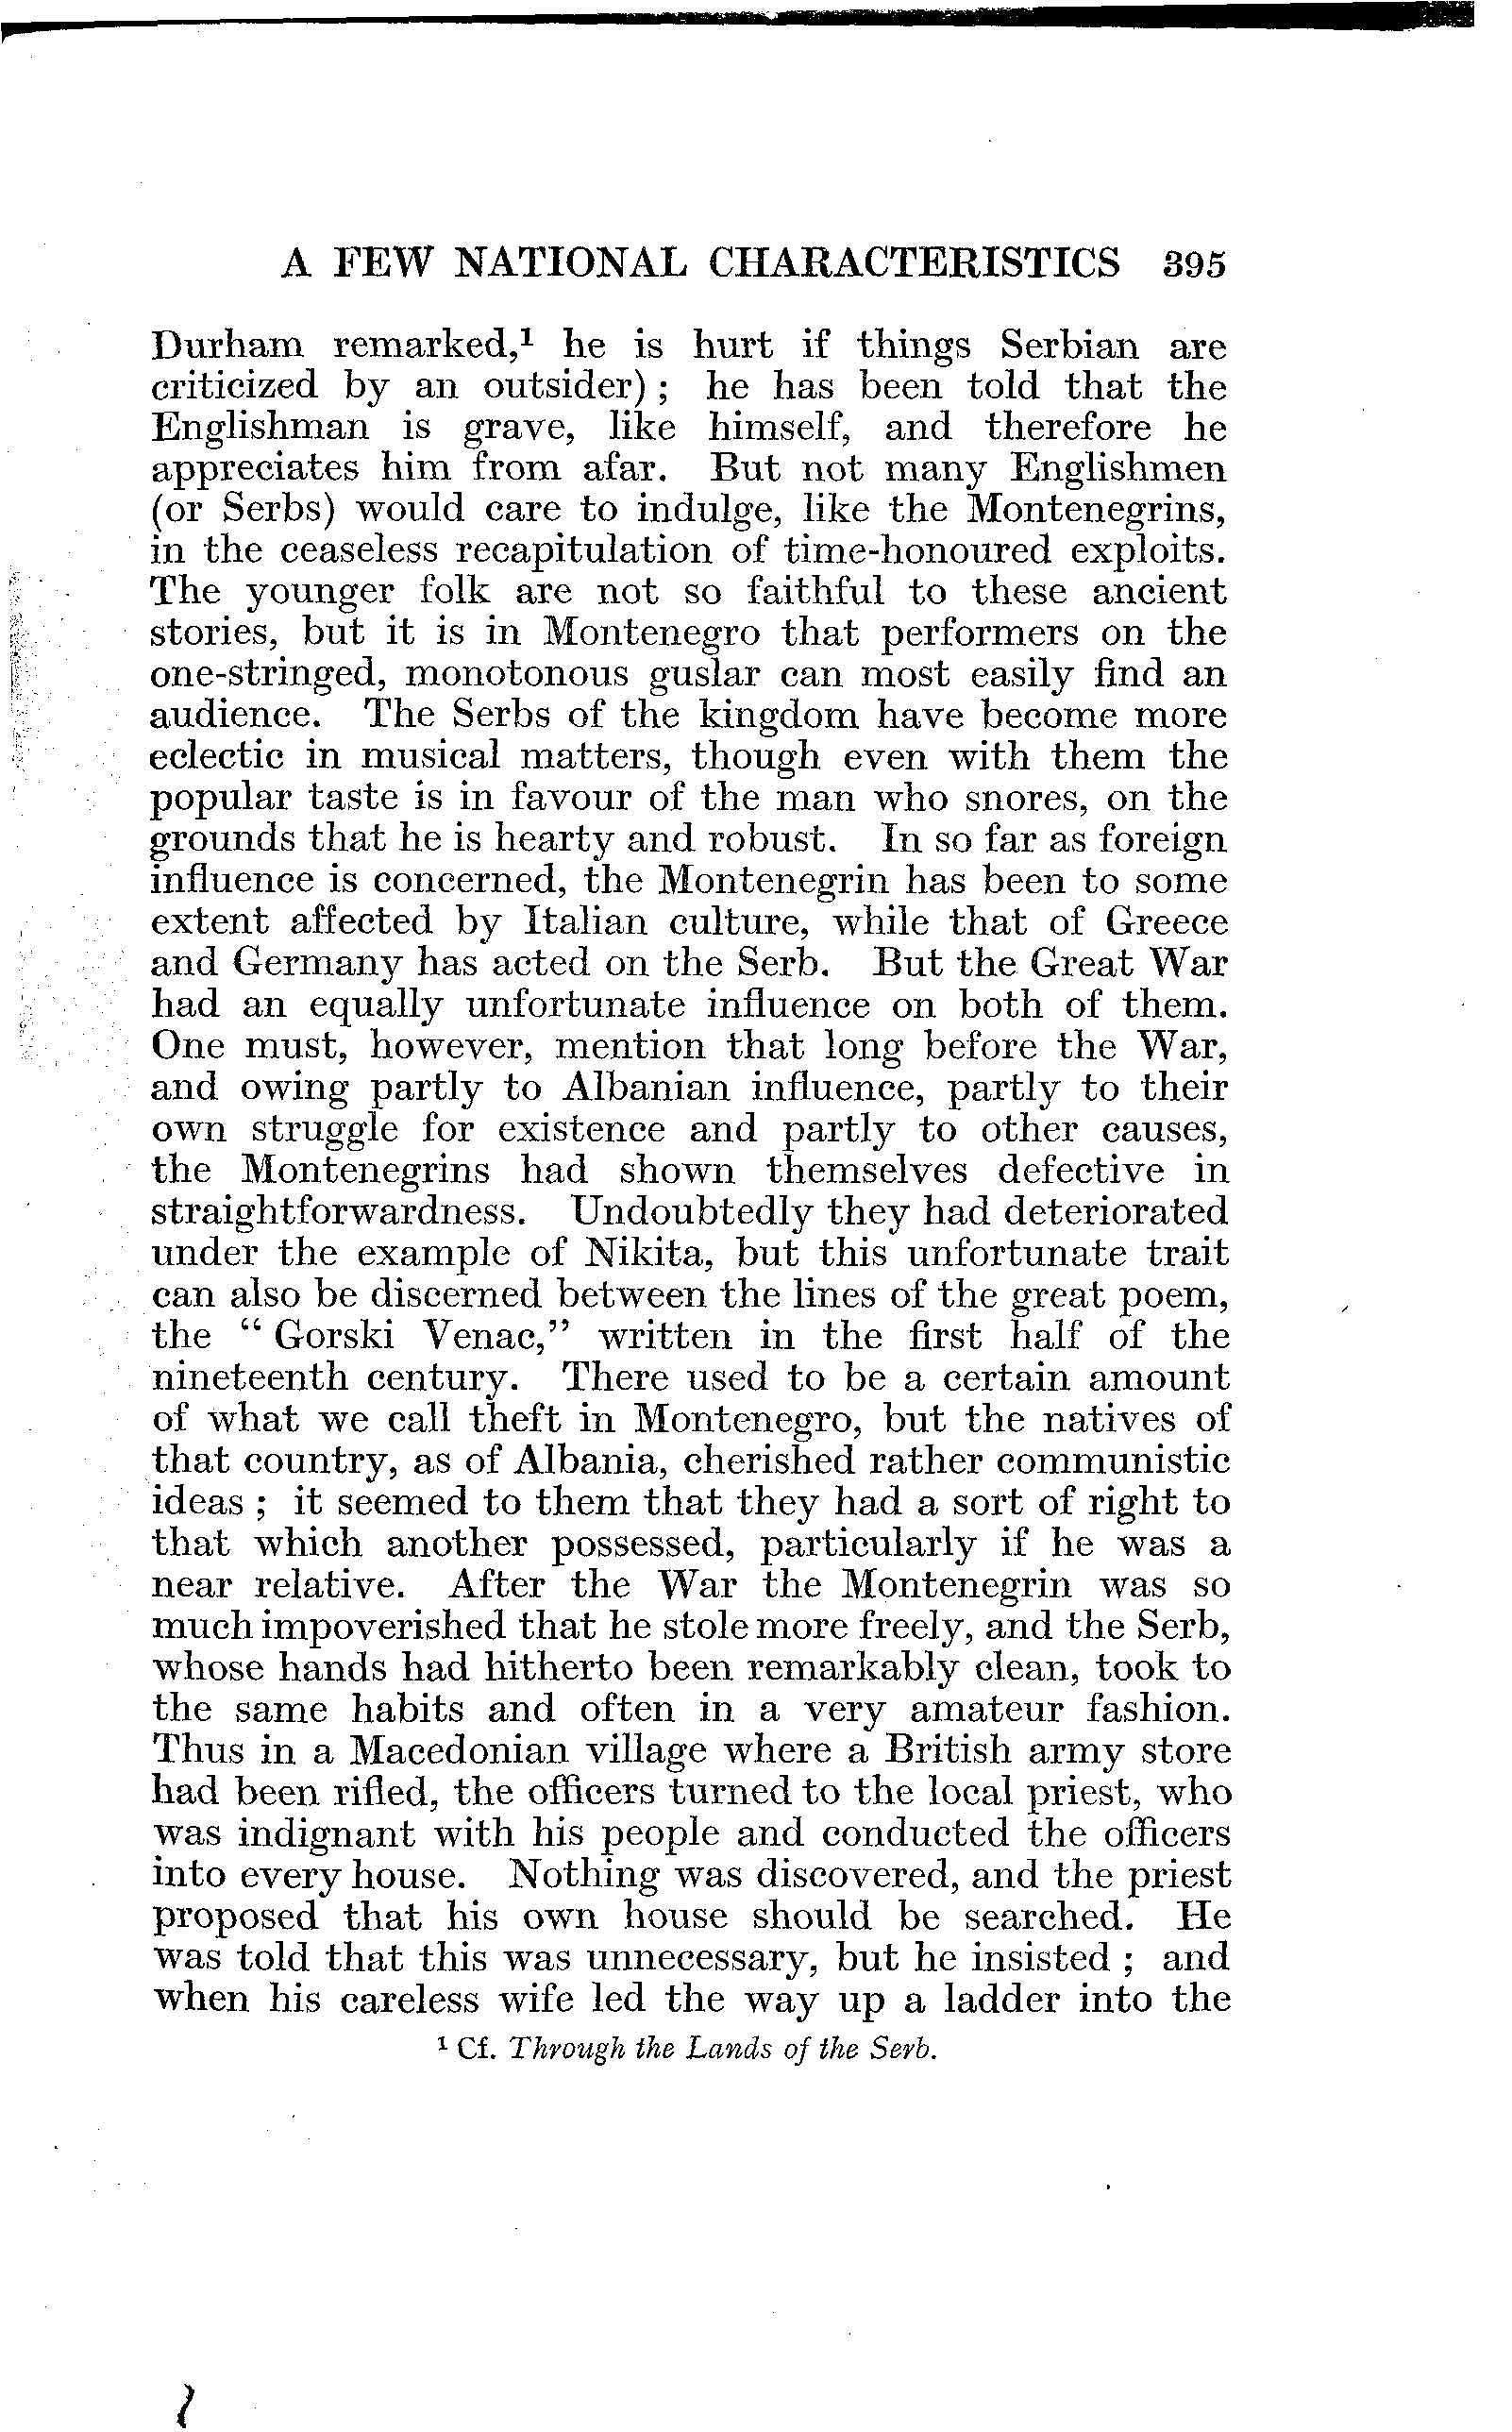 A FEW NATIONAL CHARACTERISTICS 395
Durham remarked,¹ he is hurt if things Serbian are
criticized by an outsider) ; he has been told that the
Englishman is grave, like himself, and therefore he
appreciates him from afar. But not many Englishmen
(or Serbs) would care to indulge, like the Montenegrins,
in the ceaseless recapitulation of time-honoured exploits.
The younger folk are not so faithful to these ancient
stories, but it is in Montenegro that performers on the
one-stringed, monotonous guslar can most easily find an
audience. The Serbs of the kingdom have become more
eclectic in musical matters, though even with them the
popular taste is in favour of the man who snores, on the
grounds that he is hearty and robust. In so far as foreign
influence is concerned, the Montenegrin has been to some
extent affected by Italian culture, while that of Greece
and Germany has acted on the Serb. But the Great War
had an equally unfortunate influence on both of them.
One must, however, mention that long before the War,
and owing partly to Albanian influence, partly to their
own struggle for existence and partly to other causes,
the Montenegrins had shown themselves defective in
straightforwardness. Undoubtedly they had deteriorated
under the example of Nikita, but this unfortunate trait
can also be discerned between the lines of the great poem,
the “ Gorski Venac,” written in the first half of the
nineteenth century. There used to be a certain amount
of what we call theft in Montenegro, but the natives of
that country, as of Albania, cherished rather communistic
ideas ; it seemed to them that they had a sort of right to
that which another possessed, particularly if he was a
near relative. After the War the Montenegrin was so
much impoverished that he stole more freely, and the Serb,
whose hands had hitherto been remarkably clean, took to
the same habits and often in a very amateur fashion.
Thus in a Macedonian village where a British army store
had been rifled, the officers turned to the local priest, who
was indignant with his people and conducted the officers
into every house. Nothing was discovered, and the priest
proposed that his own house should be searched. He
was told that this was unnecessary, but he insisted ; and
when his careless wife led the way up a ladder into the
¹ Cf. Through the Lands of the Serb.